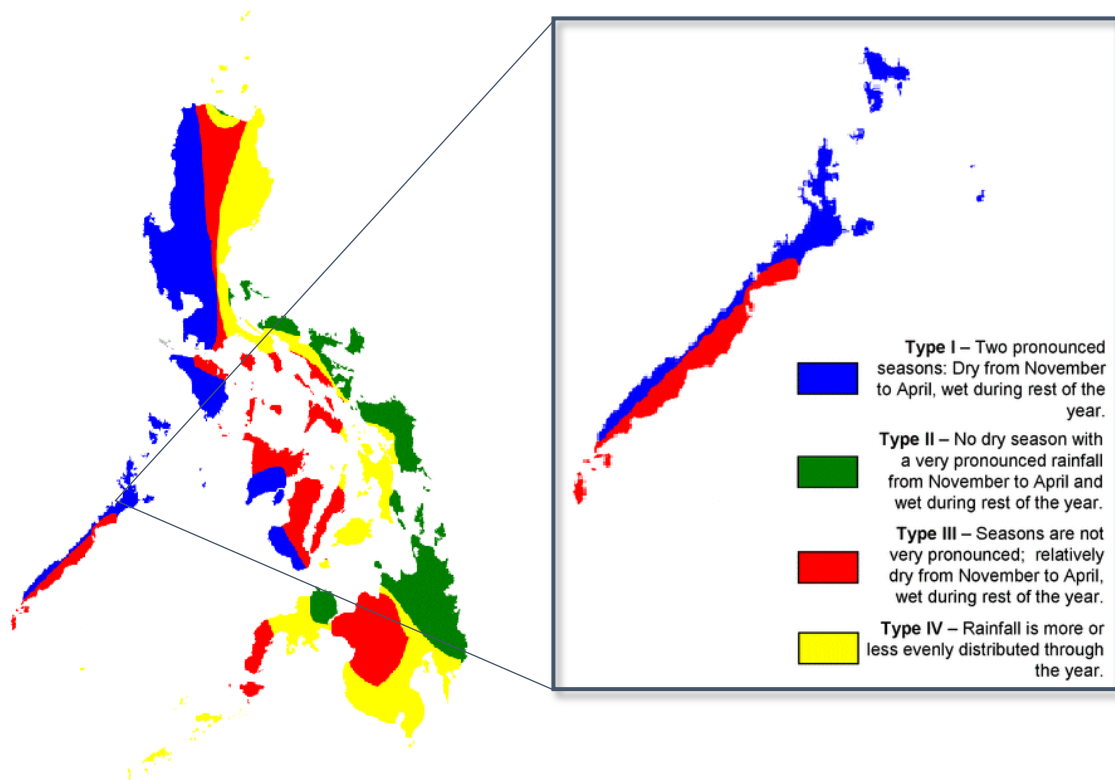 Type I – Two pronounced
seasons: Dry from November
to April, wet during rest of the
year.
Type II – No dry season with
a very pronounced rainfall
from November to April and
wet during rest of the year.
Type III – Seasons are not
very pronounced; relatively
dry from November to April,
wet during rest of the year.
Type IV – Rainfall is more or
less evenly distributed through
the year.